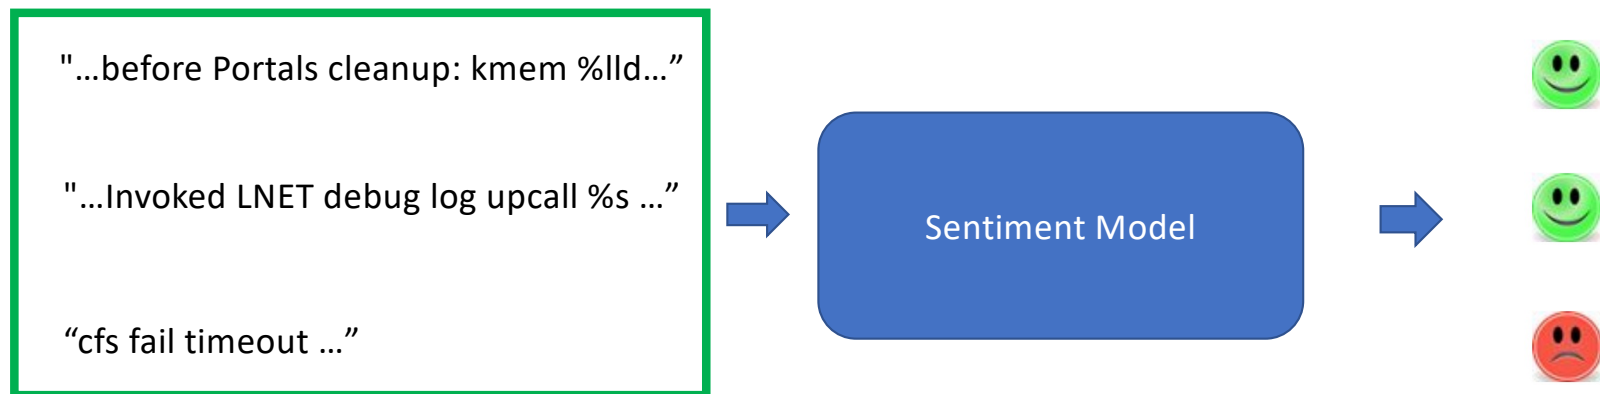 "…before Portals cleanup: kmem %lld…”
"…Invoked LNET debug log upcall %s …”
Sentiment Model
“cfs fail timeout …”